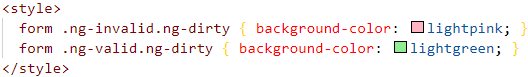 <style>
form .ng-invalid.ng-dirty { background-color: lightpink; }
form .ng-valid.ng-dirty { background-color: lightgreen; }
</style>